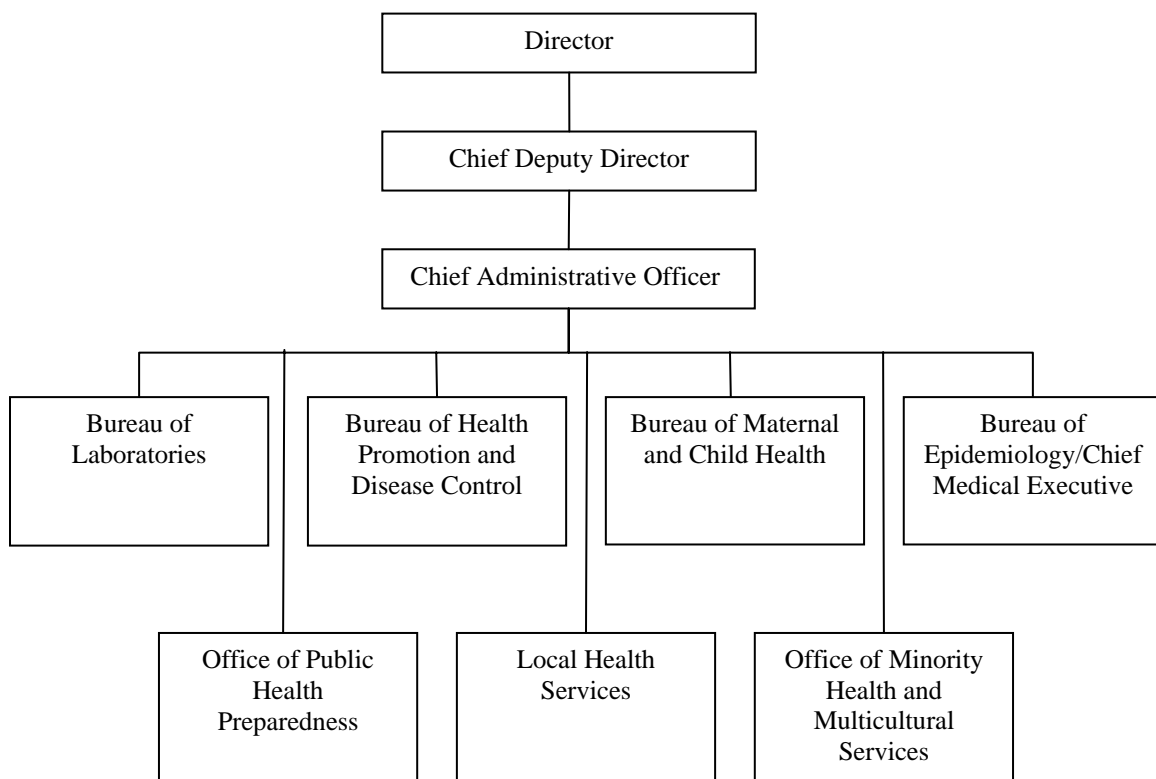 Director
Chief Deputy Director
Chief Administrative Officer
Bureau of
Laboratories
Bureau of Health
Promotion and
Disease Control
Bureau of Maternal
and Child Health
Bureau of
Epidemiology/Chief
Medical Executive
Office of Public
Health
Preparedness
Local Health
Services
Office of Minority
Health and
Multicultural
Services